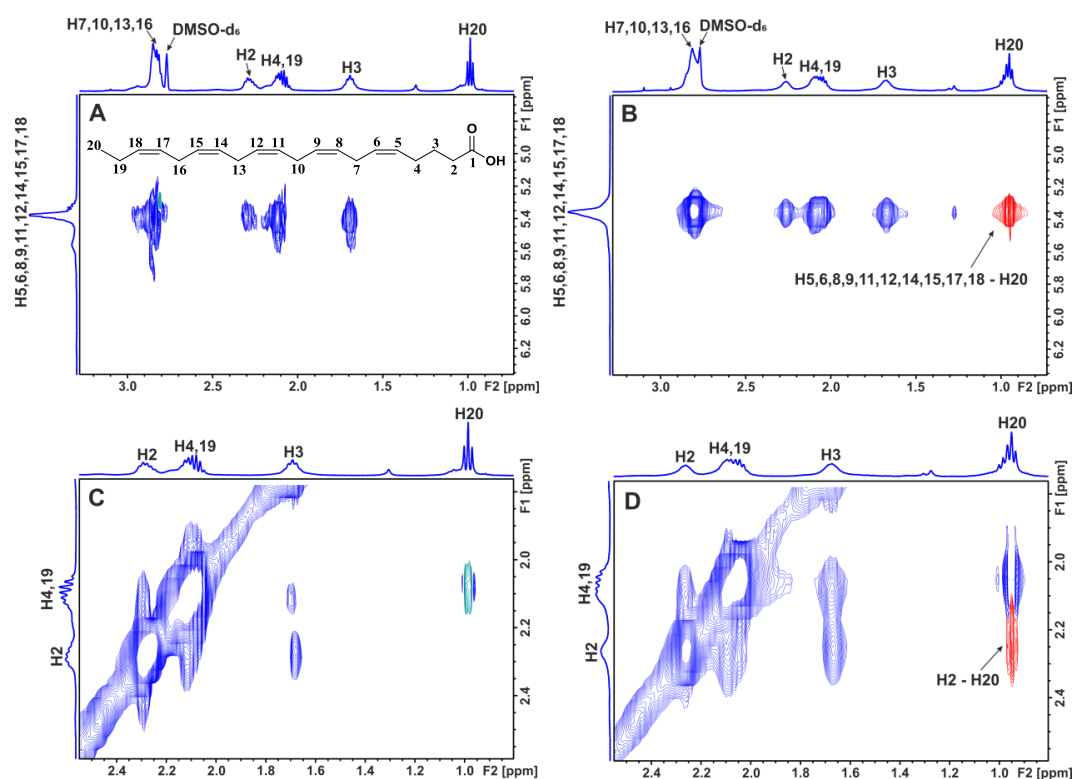 H7,10,13,16
DMSO-d₆
H2
H4,19
H3
H20
A
F1 [ppm]
5.0
5.2
5.4
5.6
5.8
6.0
6.2
H5,6,8,9,11,12,14,15,17,18
20
19
18
17
16
15
14
13
12
11
10
9
8
7
6
5
4
3
2
1
O
OH
3.0
2.5
2.0
1.5
1.0
F2 [ppm]
H7,10,13,16
DMSO-d₆
H2
H4,19
H3
H20
B
F1 [ppm]
5.0
5.2
5.4
5.6
5.8
6.0
6.2
H5,6,8,9,11,12,14,15,17,18
H5,6,8,9,11,12,14,15,17,18 - H20
3.0
2.5
2.0
1.5
1.0
F2 [ppm]
H2
H4,19
H3
H20
C
F1 [ppm]
2.0
2.2
2.4
H4,19
H2
2.4
2.2
2.0
1.8
1.6
1.4
1.2
1.0
F2 [ppm]
H2
H4,19
H3
H20
D
F1 [ppm]
2.0
2.2
2.4
H4,19
H2
H2 - H20
2.4
2.2
2.0
1.8
1.6
1.4
1.2
1.0
F2 [ppm]